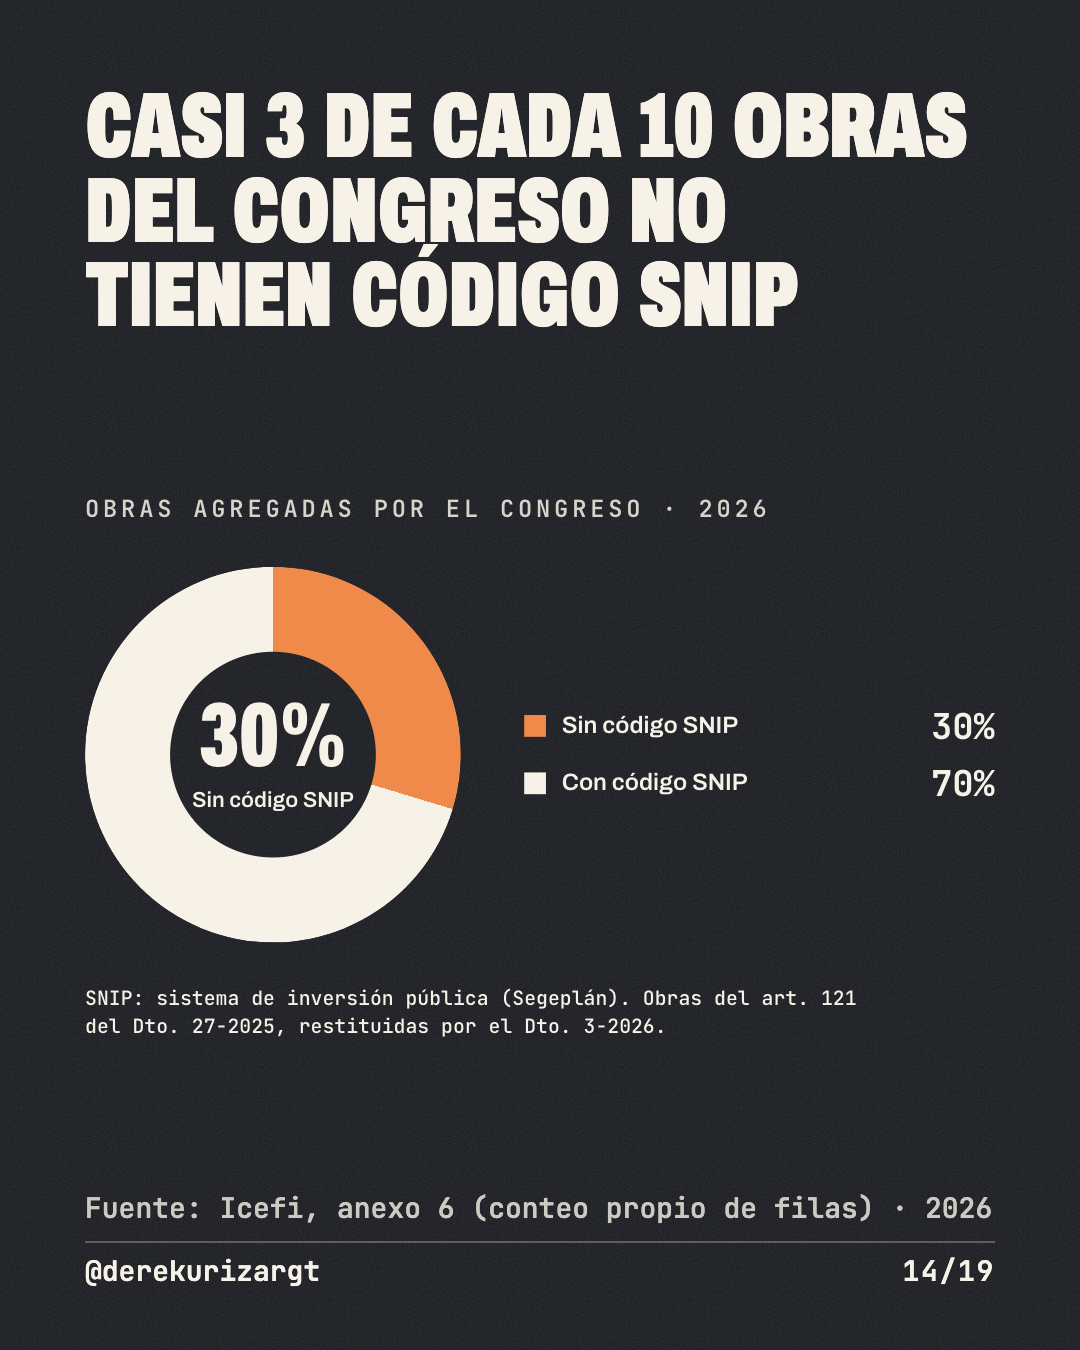 CASI 3 DE CADA 10 OBRAS
DEL CONGRESO NO
TIENEN CÓDIGO SNIP
OBRAS AGREGADAS POR EL CONGRESO · 2026
30%
Sin código SNIP
Sin código SNIP 30%
Con código SNIP 70%
SNIP: sistema de inversión pública (Segeplán). Obras del art. 121
del Dto. 27-2025, restituidas por el Dto. 3-2026.
Fuente: Icefi, anexo 6 (conteo propio de filas) · 2026
@derekurizargt 14/19